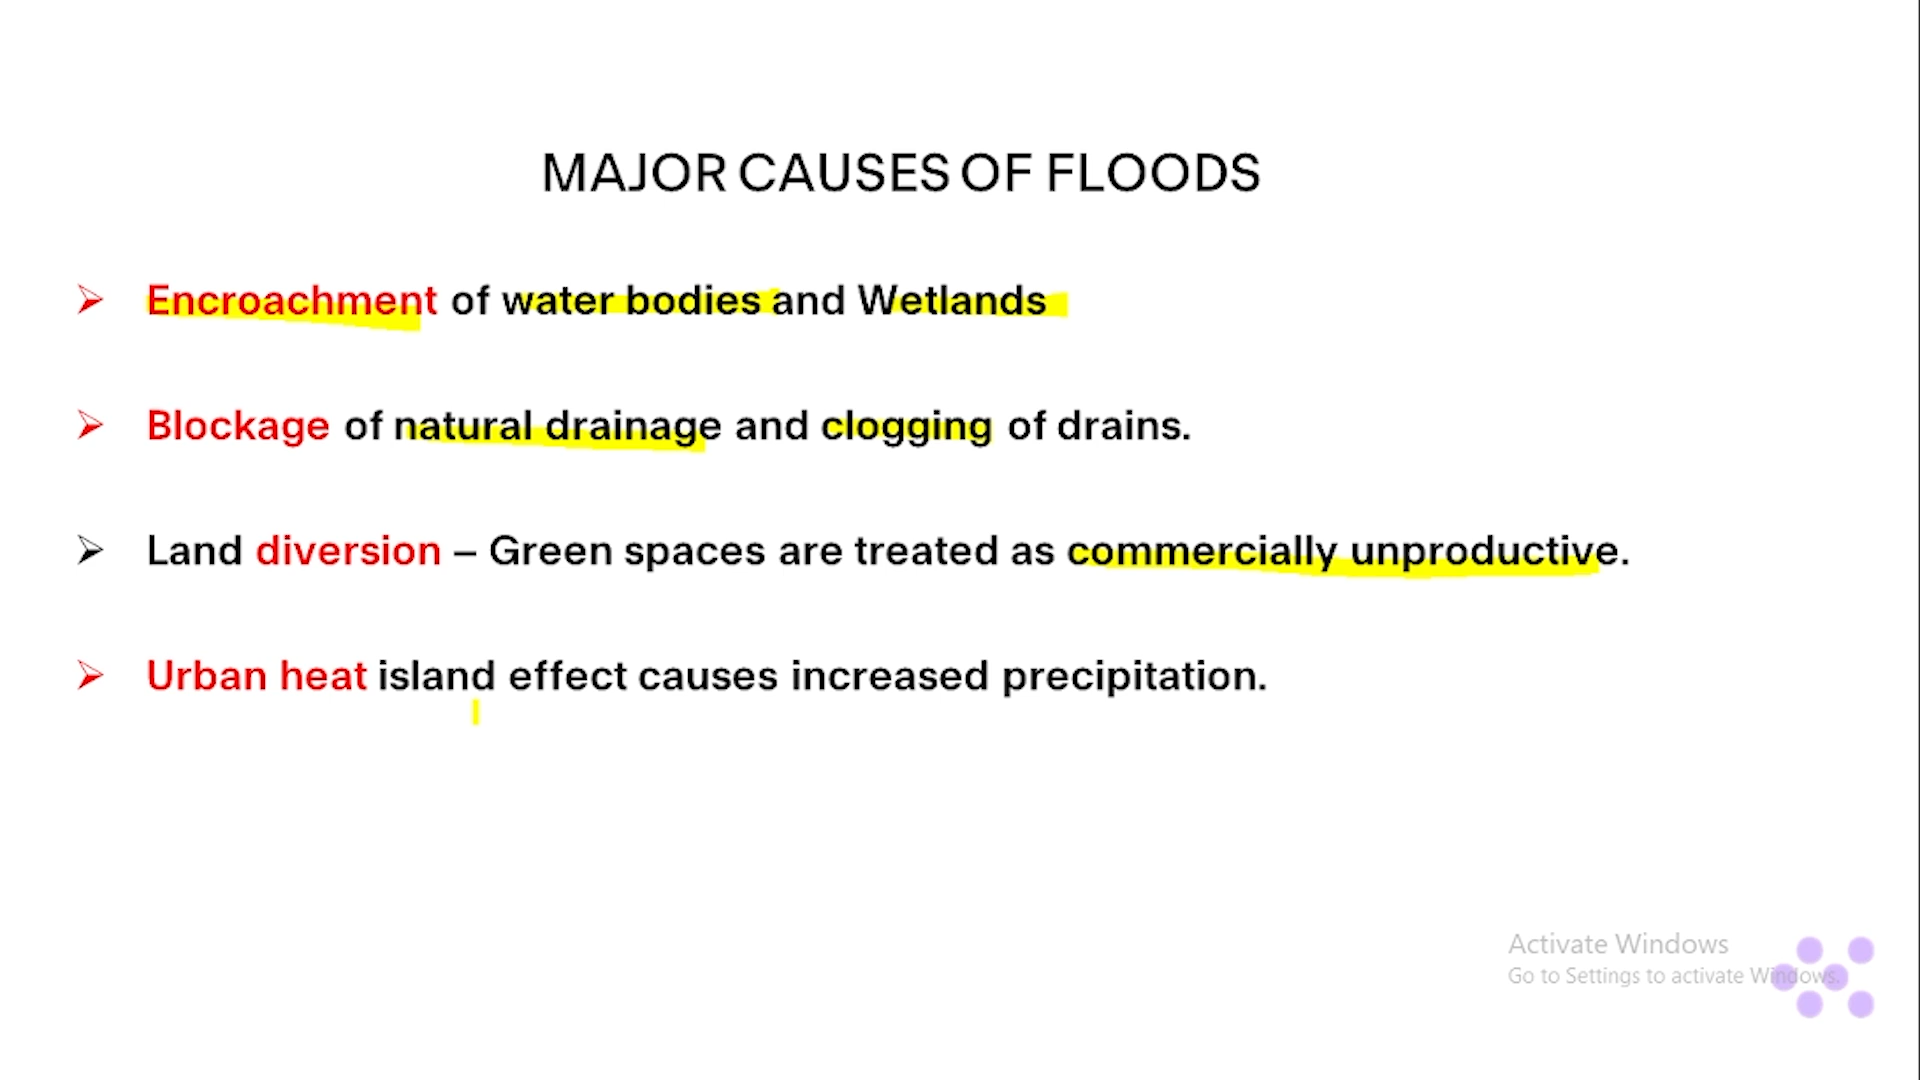 MAJOR CAUSES OF FLOODS
Encroachment of water bodies and Wetlands
Blockage of natural drainage and clogging of drains.
Land diversion – Green spaces are treated as commercially unproductive.
Urban heat island effect causes increased precipitation.
Activate Windows
Go to Settings to activate Windows.